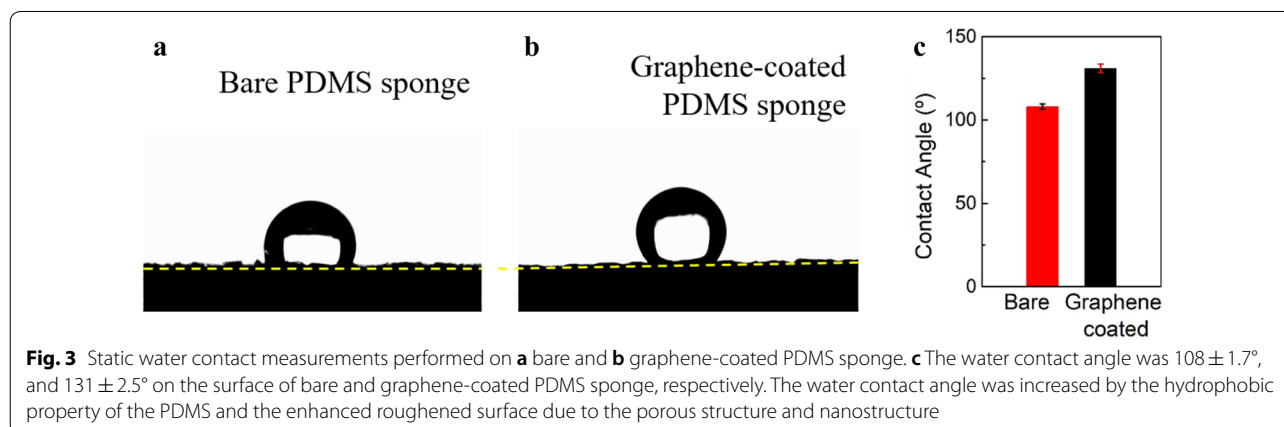 a
Bare PDMS sponge
b
Graphene-coated
PDMS sponge
c
Contact Angle (º)
150
100
50
0
Bare
Graphene
coated
Fig. 3 Static water contact measurements performed on a bare and b graphene-coated PDMS sponge. c The water contact angle was 108 ± 1.7°,
and 131 ± 2.5° on the surface of bare and graphene-coated PDMS sponge, respectively. The water contact angle was increased by the hydrophobic
property of the PDMS and the enhanced roughened surface due to the porous structure and nanostructure